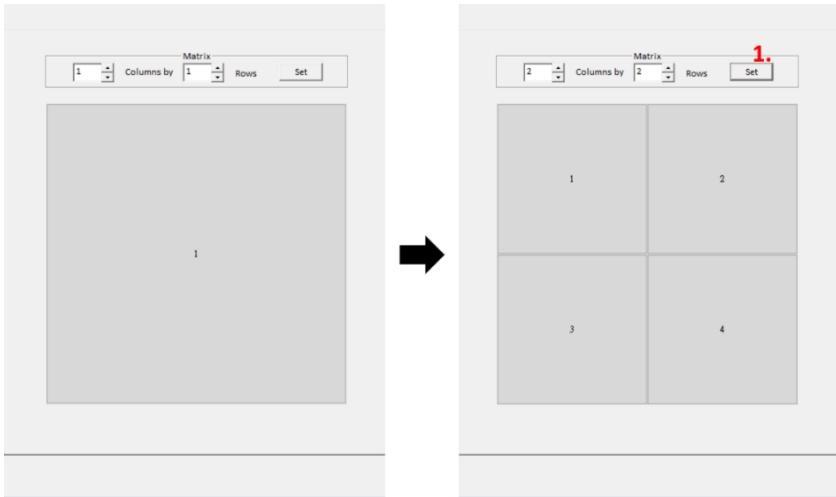 Matrix
1 Columns by 1 Rows Set
1
1.
Matrix
2 Columns by 2 Rows Set
1 2
3 4